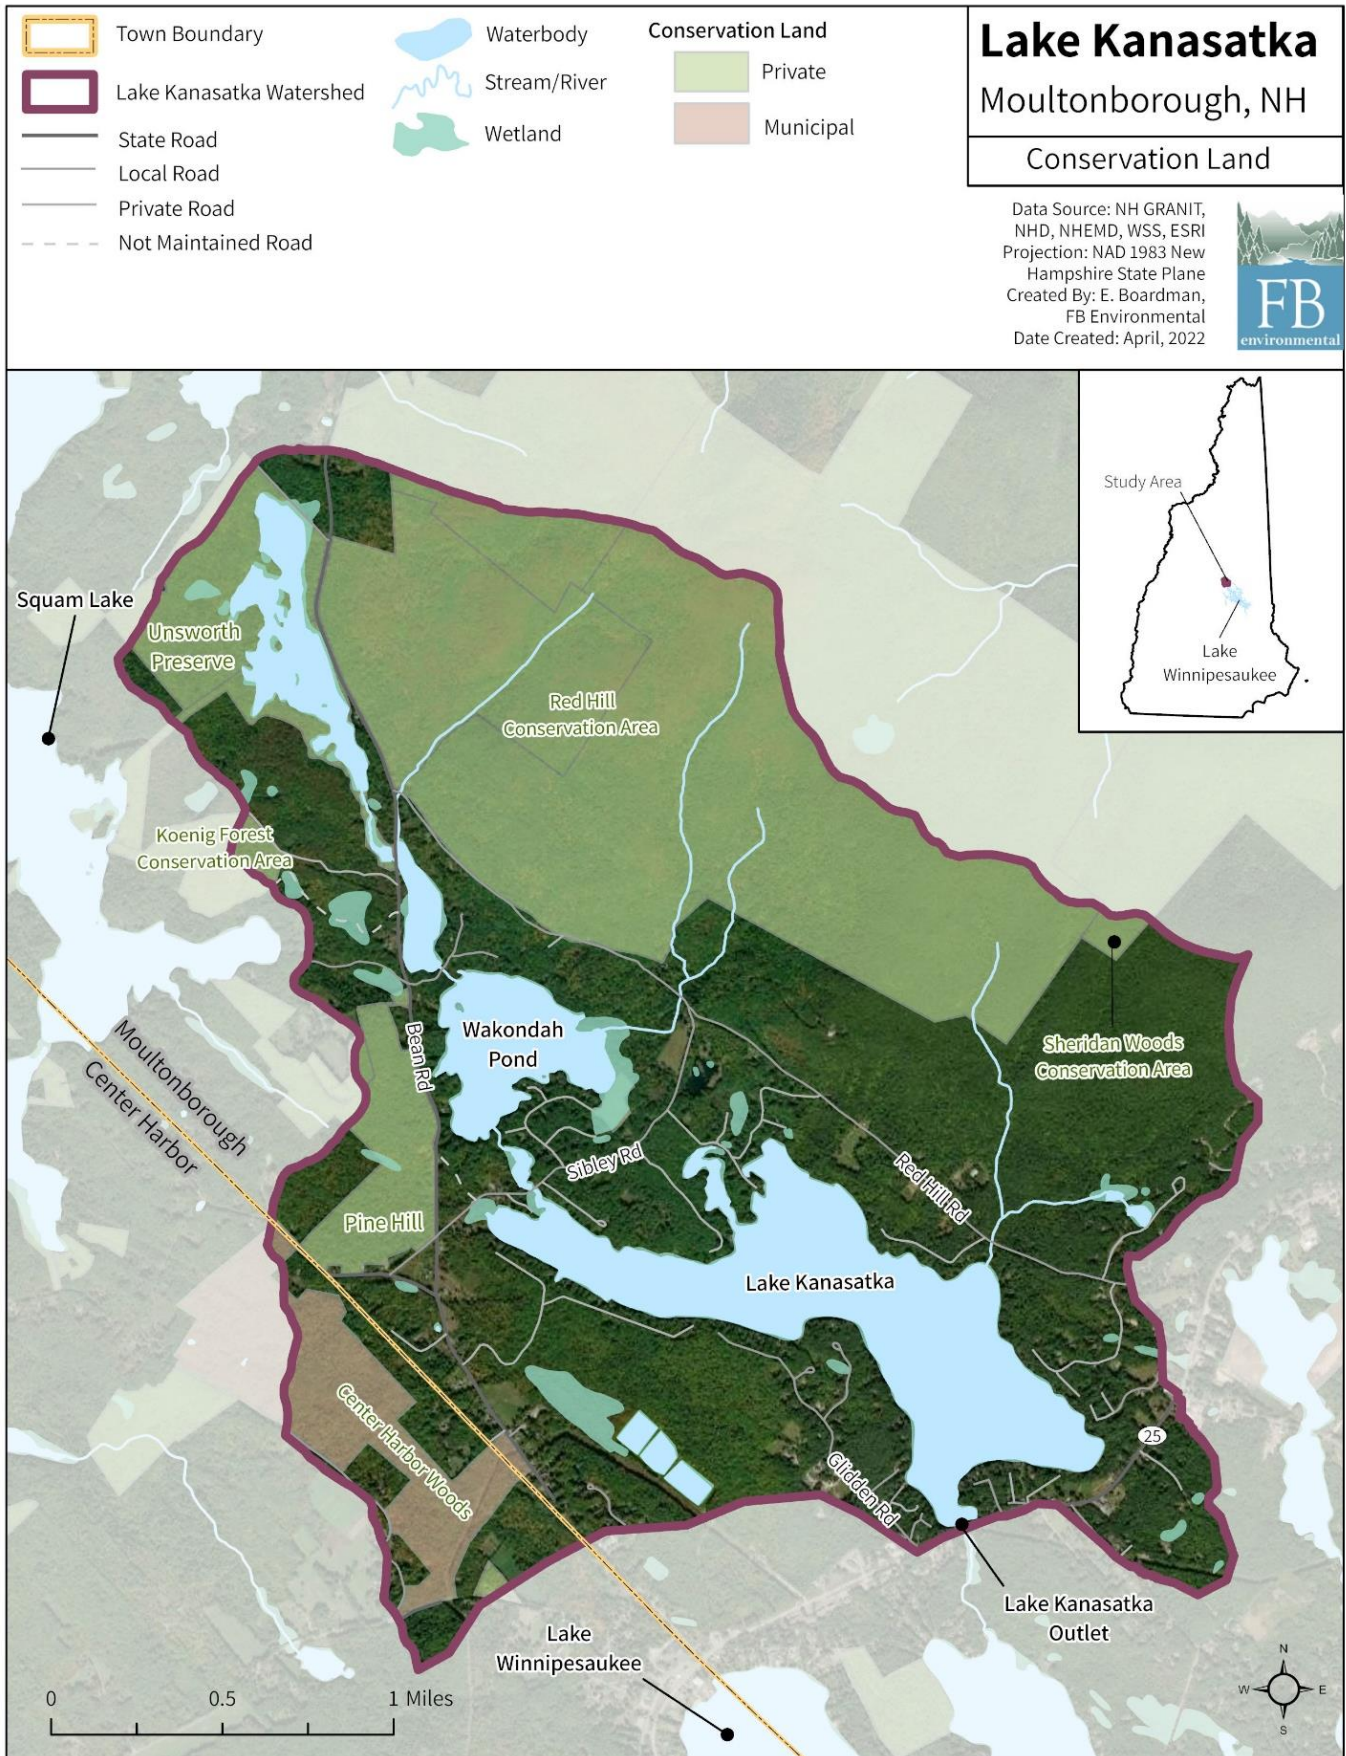 Town Boundary
Lake Kanasatka Watershed
State Road
Local Road
Private Road
Not Maintained Road
Waterbody
Stream/River
Wetland
Conservation Land
Private
Municipal
Lake Kanasatka
Moultonborough, NH
Conservation Land
Data Source: NH GRANIT,
NHD, NHEMD, WSS, ESRI
Projection: NAD 1983 New
Hampshire State Plane
Created By: E. Boardman,
FB Environmental
Date Created: April, 2022
FB
environmental
Study Area
Lake
Winnipesaukee
Squam Lake
Unsworth
Preserve
Red Hill
Conservation Area
Koenig Forest
Conservation Area
Wakondah
Pond
Bean Rd
Sheridan Woods
Conservation Area
Moultonborough
Center Harbor
Sibley Rd
Red Hill Rd
Pine Hill
Lake Kanasatka
Center Harbor Woods
25
Glidden Rd
Lake Kanasatka
Outlet
Lake
Winnipesaukee
0 0.5 1 Miles
N
W E
S